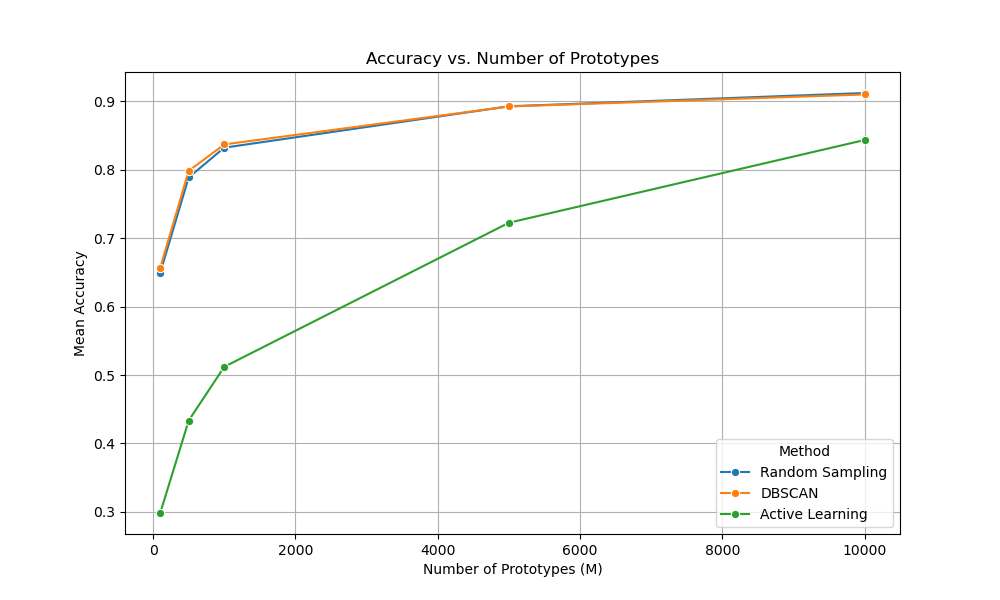 Accuracy vs. Number of Prototypes
Mean Accuracy
0.9
0.8
0.7
0.6
0.5
0.4
0.3
0
2000
4000
6000
8000
10000
Number of Prototypes (M)
Method
Random Sampling
DBSCAN
Active Learning